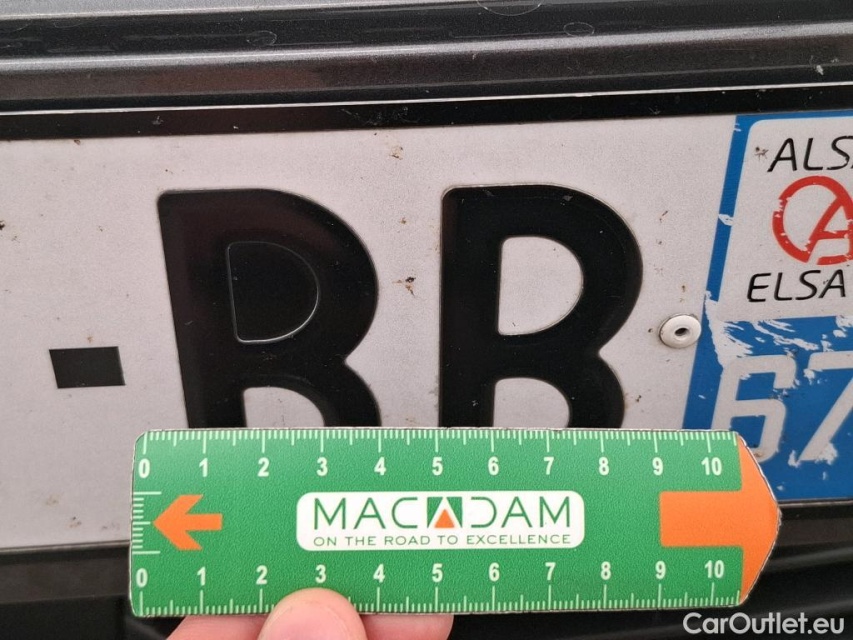 - BB
ALS
A
ELSA
67
0 1 2 3 4 5 6 7 8 9 10
MACADAM
ON THE ROAD TO EXCELLENCE
0 1 2 3 4 5 6 7 8 9 10
CarOutlet.eu